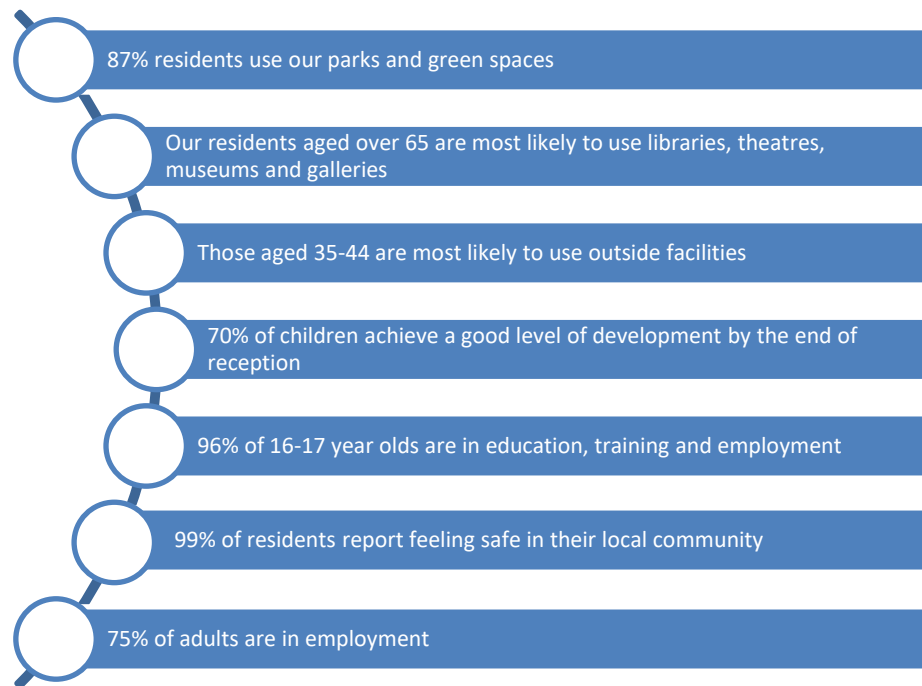 87% residents use our parks and green spaces
Our residents aged over 65 are most likely to use libraries, theatres,
museums and galleries
Those aged 35-44 are most likely to use outside facilities
70% of children achieve a good level of development by the end of
reception
96% of 16-17 year olds are in education, training and employment
99% of residents report feeling safe in their local community
75% of adults are in employment